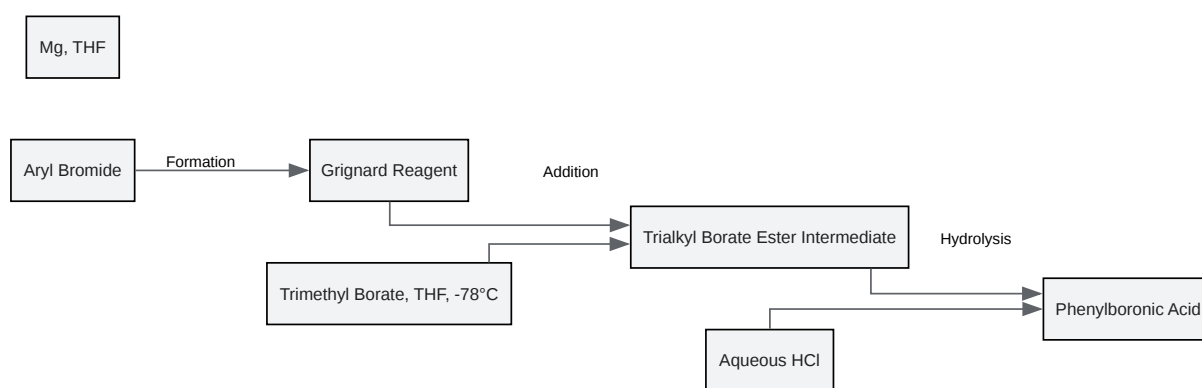 Mg, THF
Aryl Bromide
Formation
Grignard Reagent
Addition
Trimethyl Borate, THF, -78°C
Trialkyl Borate Ester Intermediate
Hydrolysis
Aqueous HCl
Phenylboronic Acid